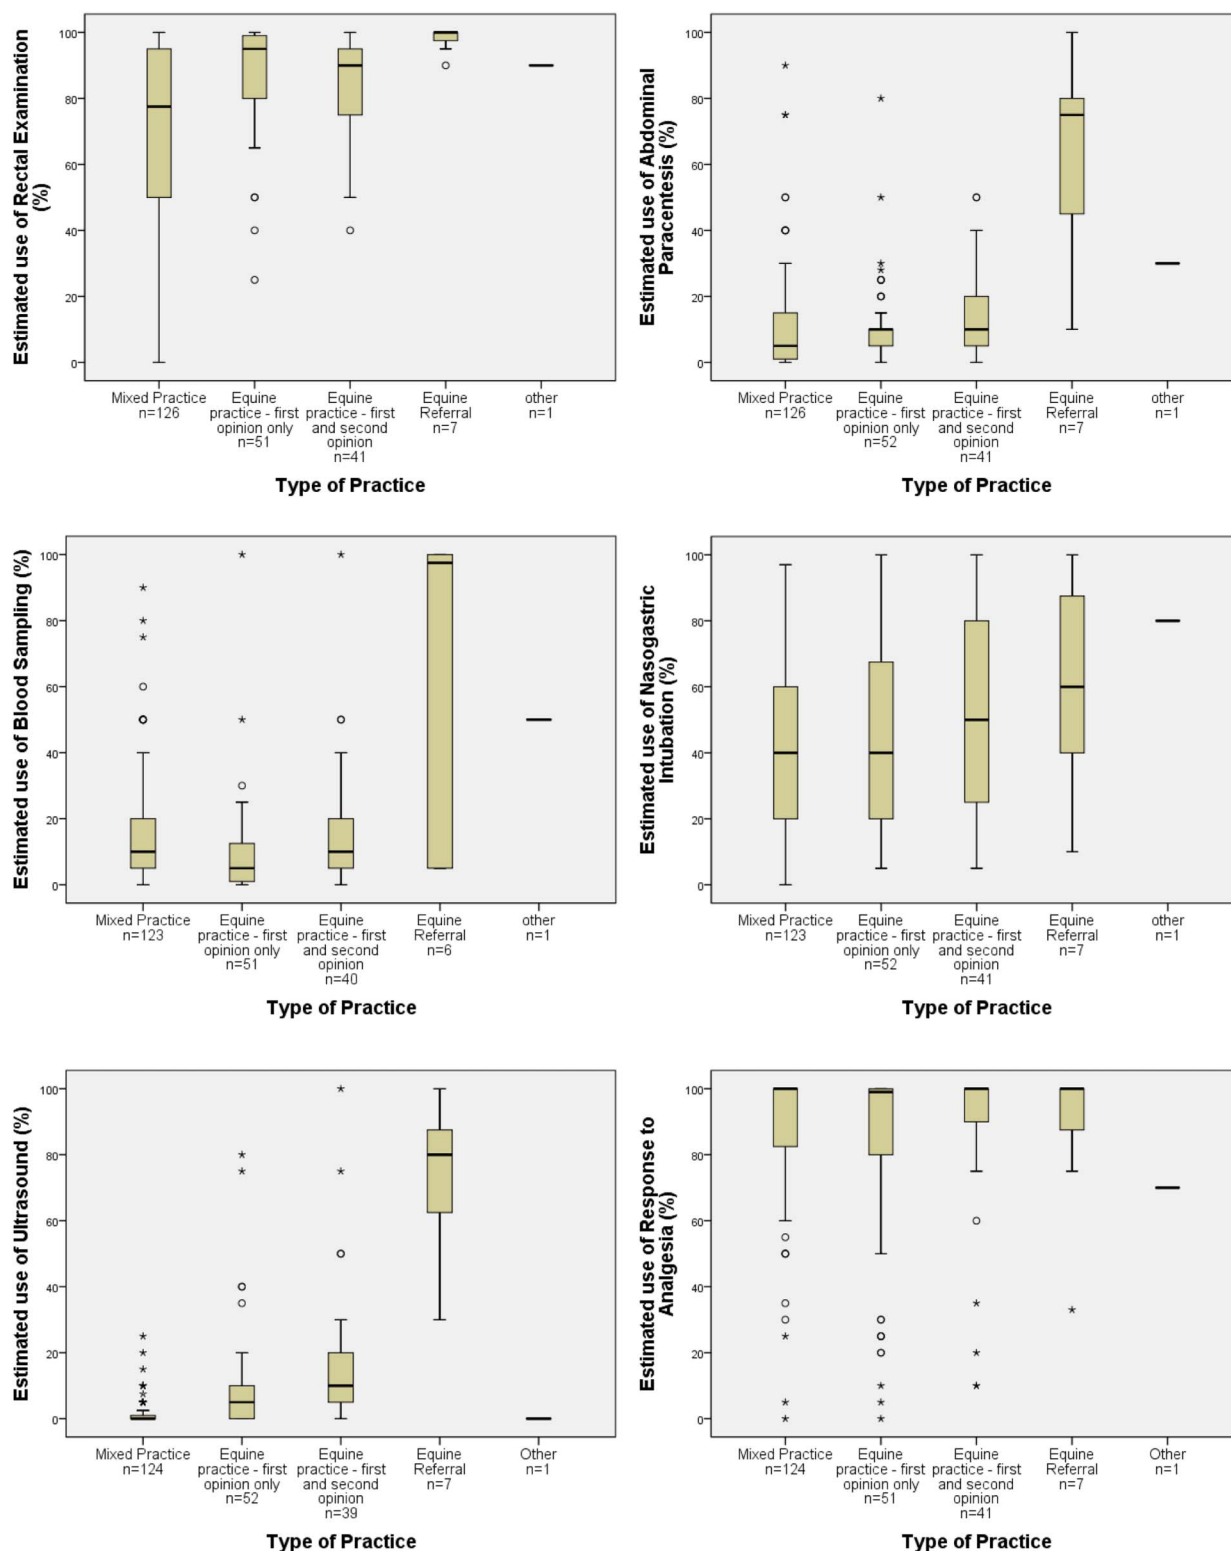 Estimated use of Rectal Examination
(%)
100
80
60
40
20
0
Mixed Practice
n=126
Equine
practice - first
opinion only
n=51
Equine
practice - first
and second
opinion
n=41
Equine
Referral
n=7
other
n=1
Type of Practice
Estimated use of Abdominal
Paracentesis (%)
100
80
60
40
20
0
Mixed Practice
n=126
Equine
practice - first
opinion only
n=52
Equine
practice - first
and second
opinion
n=41
Equine
Referral
n=7
other
n=1
Type of Practice
Estimated use of Blood Sampling (%)
100
80
60
40
20
0
Mixed Practice
n=123
Equine
practice - first
opinion only
n=51
Equine
practice - first
and second
opinion
n=40
Equine
Referral
n=6
other
n=1
Type of Practice
Estimated use of Nasogastric
Intubation (%)
100
80
60
40
20
0
Mixed Practice
n=123
Equine
practice - first
opinion only
n=52
Equine
practice - first
and second
opinion
n=41
Equine
Referral
n=7
other
n=1
Type of Practice
Estimated use of Ultrasound (%)
100
80
60
40
20
0
Mixed Practice
n=124
Equine
practice - first
opinion only
n=52
Equine
practice - first
and second
opinion
n=39
Equine
Referral
n=7
Other
n=1
Type of Practice
Estimated use of Response to
Analgesia (%)
100
80
60
40
20
0
Mixed Practice
n=124
Equine
practice - first
opinion only
n=51
Equine
practice - first
and second
opinion
n=41
Equine
Referral
n=7
Other
n=1
Type of Practice